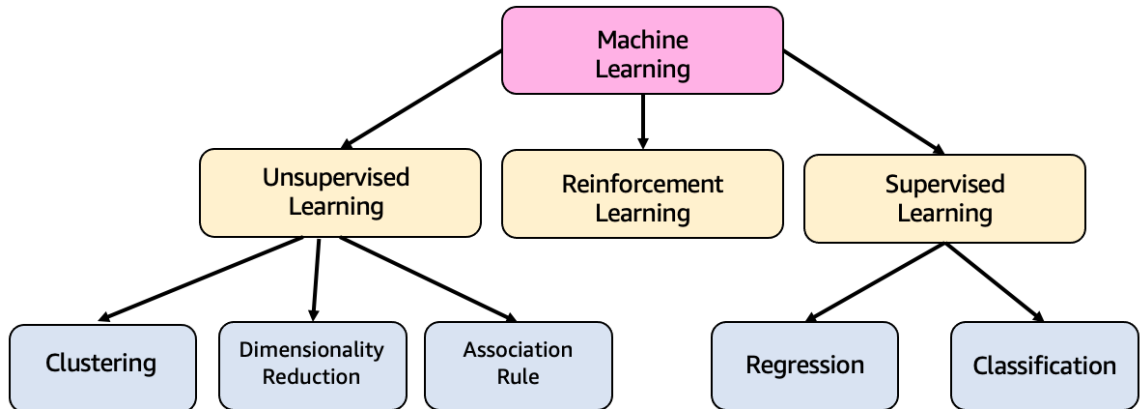 Machine
Learning
Unsupervised
Learning
Reinforcement
Learning
Supervised
Learning
Clustering
Dimensionality
Reduction
Association
Rule
Regression
Classification